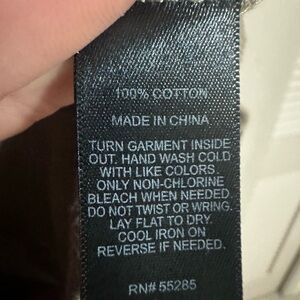 100% COTTON
MADE IN CHINA
TURN GARMENT INSIDE
OUT. HAND WASH COLD
WITH LIKE COLORS.
ONLY NON-CHLORINE
BLEACH WHEN NEEDED.
DO NOT TWIST OR WRING.
LAY FLAT TO DRY.
COOL IRON ON
REVERSE IF NEEDED.
RN# 55285